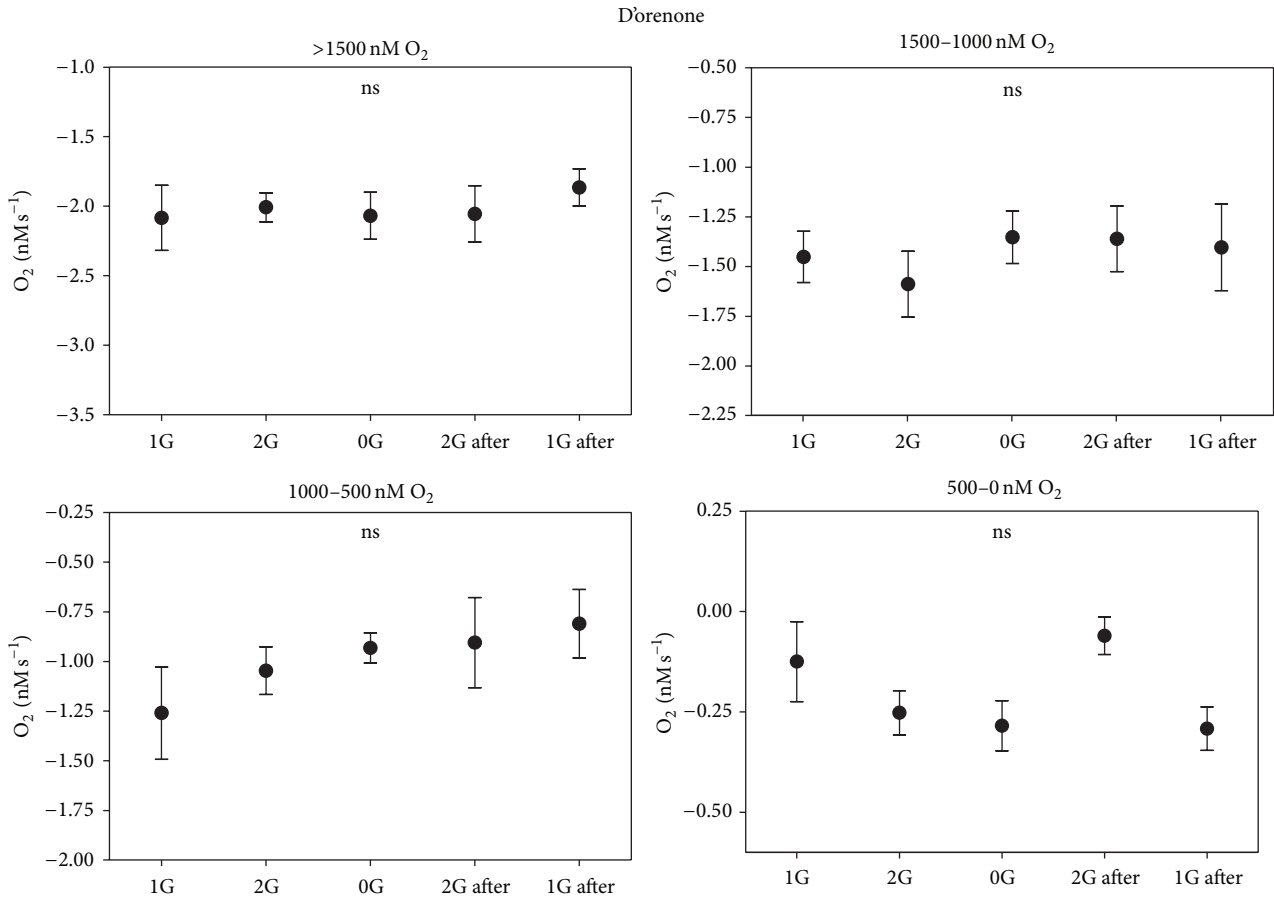 D'orenone
>1500 nM O₂
ns
−1.0
−1.5
−2.0
−2.5
−3.0
−3.5
O₂ (nM s⁻¹)
1G 2G 0G 2G after 1G after
1500–1000 nM O₂
ns
−0.50
−0.75
−1.00
−1.25
−1.50
−1.75
−2.00
−2.25
O₂ (nM s⁻¹)
1G 2G 0G 2G after 1G after
1000–500 nM O₂
ns
−0.25
−0.50
−0.75
−1.00
−1.25
−1.50
−1.75
−2.00
O₂ (nM s⁻¹)
1G 2G 0G 2G after 1G after
500–0 nM O₂
ns
0.25
0.00
−0.25
−0.50
O₂ (nM s⁻¹)
1G 2G 0G 2G after 1G after